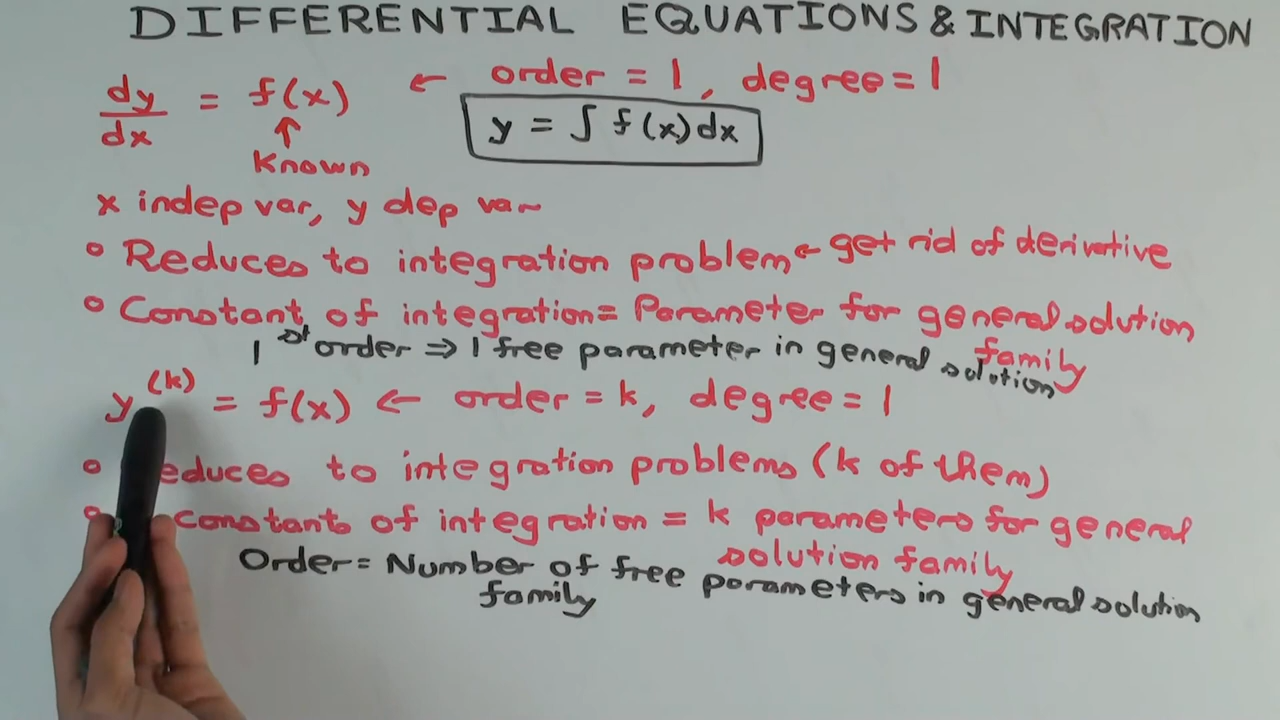 DIFFERENTIAL EQUATIONS & INTEGRATION
dy/dx = f(x) ← order = 1, degree = 1
↑ Known
y = ∫ f(x) dx
x indep var, y dep var
• Reduces to integration problem ← get rid of derivative
• Constant of integration = Parameter for general solution family
1st order ⇒ 1 free parameter in general solution
y^(k) = f(x) ← order = k, degree = 1
• educes to integration problems (k of them)
• constants of integration = k parameters for general solution family
Order = Number of free parameters in general solution family